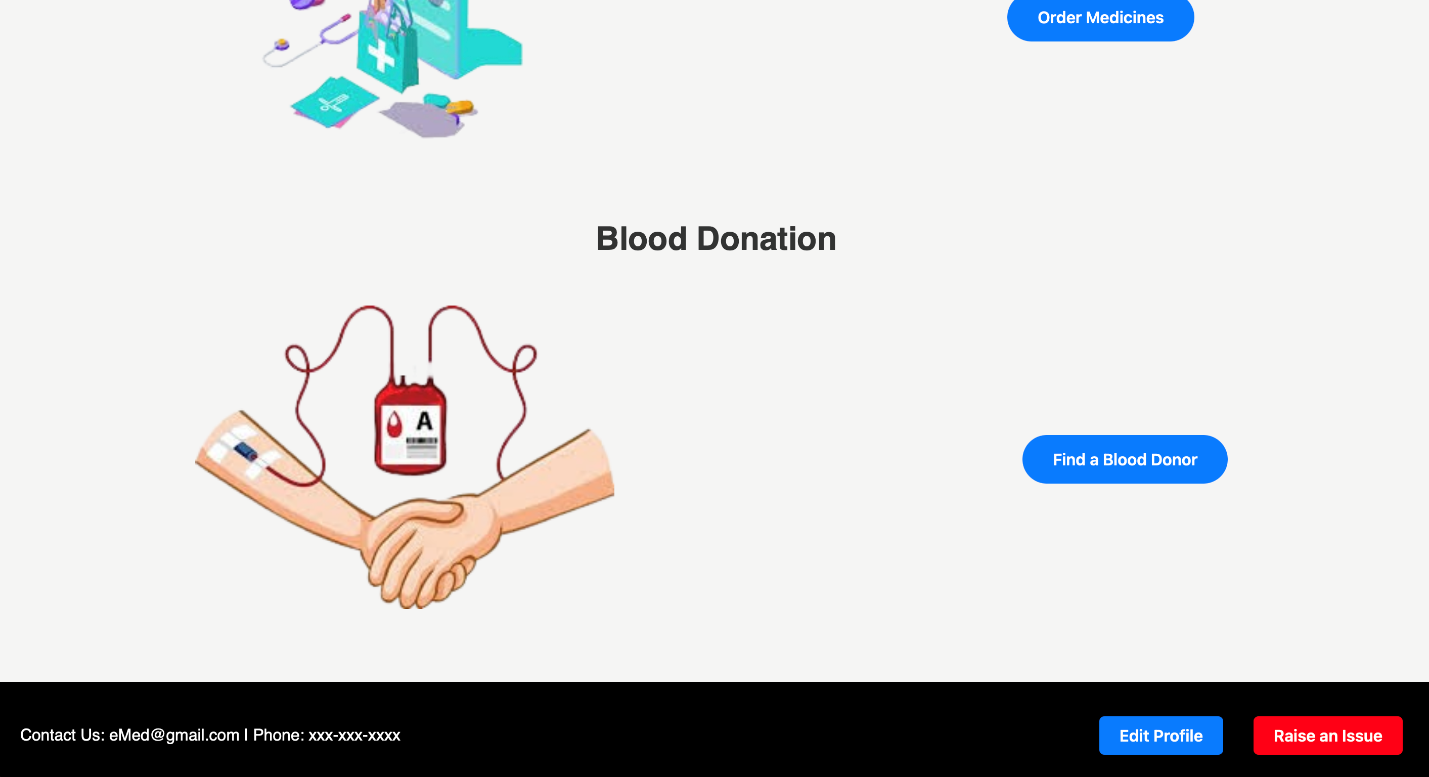 Order Medicines
Blood Donation
A
Find a Blood Donor
Contact Us: eMed@gmail.com | Phone: xxx-xxx-xxxx
Edit Profile
Raise an Issue